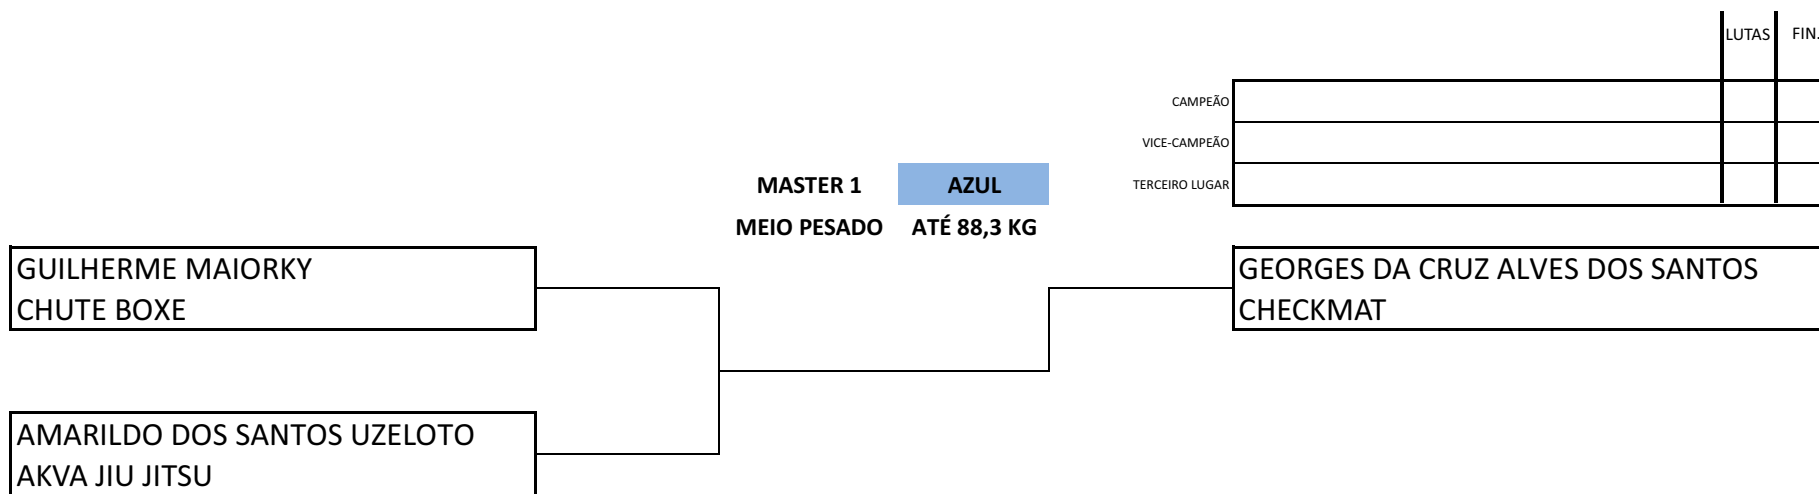 LUTAS FIN.
CAMPEÃO
VICE-CAMPEÃO
TERCEIRO LUGAR
MASTER 1 AZUL
MEIO PESADO ATÉ 88,3 KG
GUILHERME MAIORKY
CHUTE BOXE
GEORGES DA CRUZ ALVES DOS SANTOS
CHECKMAT
AMARILDO DOS SANTOS UZELOTO
AKVA JIU JITSU